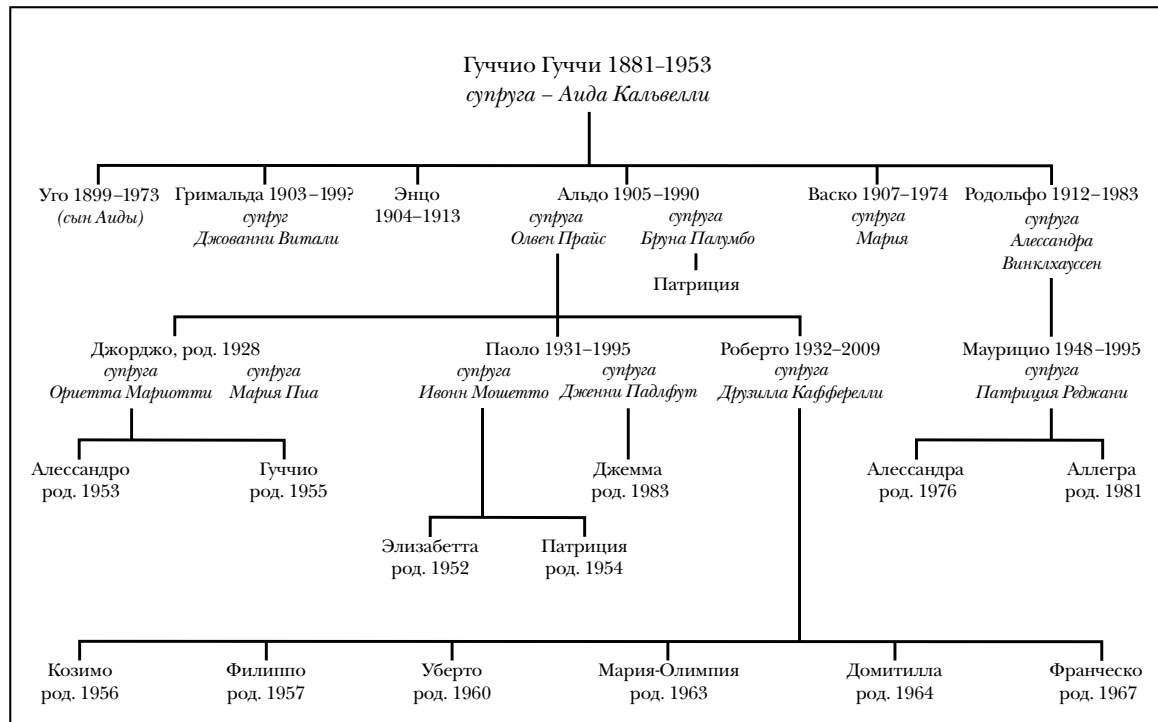 Гуччио Гуччи 1881–1953
супруга – Аида Кальвелли
Уго 1899–1973
(сын Аиды)
Гримальда 1903–199?
супруг
Джованни Витали
Энцо
1904–1913
Альдо 1905–1990
супруга
Олвен Прайс
супруга
Бруна Палумбо
Патриция
Васко 1907–1974
супруга
Мария
Родольфо 1912–1983
супруга
Алессандра
Винклхауссен
Джорджо, род. 1928
супруга
Ориетта Мариотти
супруга
Мария Пиа
Паоло 1931–1995
супруга
Ивонн Мошетто
супруга
Дженни Падлфут
Роберто 1932–2009
супруга
Друзилла Кафферелли
Маурицио 1948–1995
супруга
Патриция Реджани
Алессандро
род. 1953
Гуччио
род. 1955
Джемма
род. 1983
Алессандра
род. 1976
Аллегра
род. 1981
Элизабетта
род. 1952
Патриция
род. 1954
Козимо
род. 1956
Филиппо
род. 1957
Уберто
род. 1960
Мария-Олимпия
род. 1963
Домитилла
род. 1964
Франческо
род. 1967